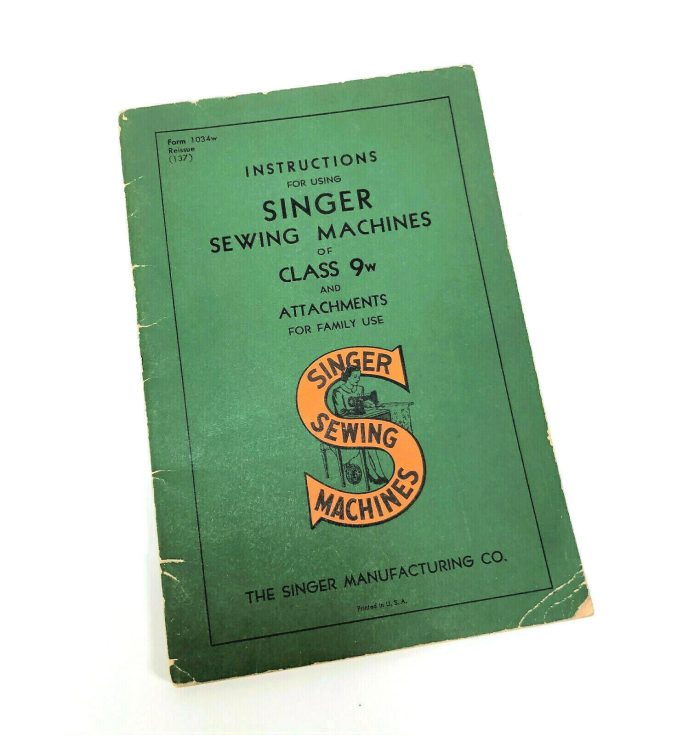 Form 1034w
Reissue
(137)
INSTRUCTIONS
FOR USING
SINGER
SEWING MACHINES
OF
CLASS 9w
AND
ATTACHMENTS
FOR FAMILY USE
SINGER
SEWING
MACHINES
THE SINGER MANUFACTURING CO.
Printed in U. S. A.